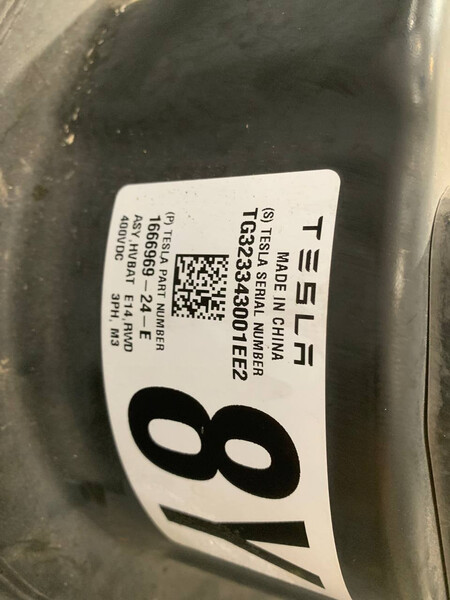 TESLA
MADE IN CHINA
(S) TESLA SERIAL NUMBER
TG323343001EE2
(P) TESLA PART NUMBER
1666969-24-E
ASY,HVBAT E14,RWD
400VDC 3PH, M3
8Y